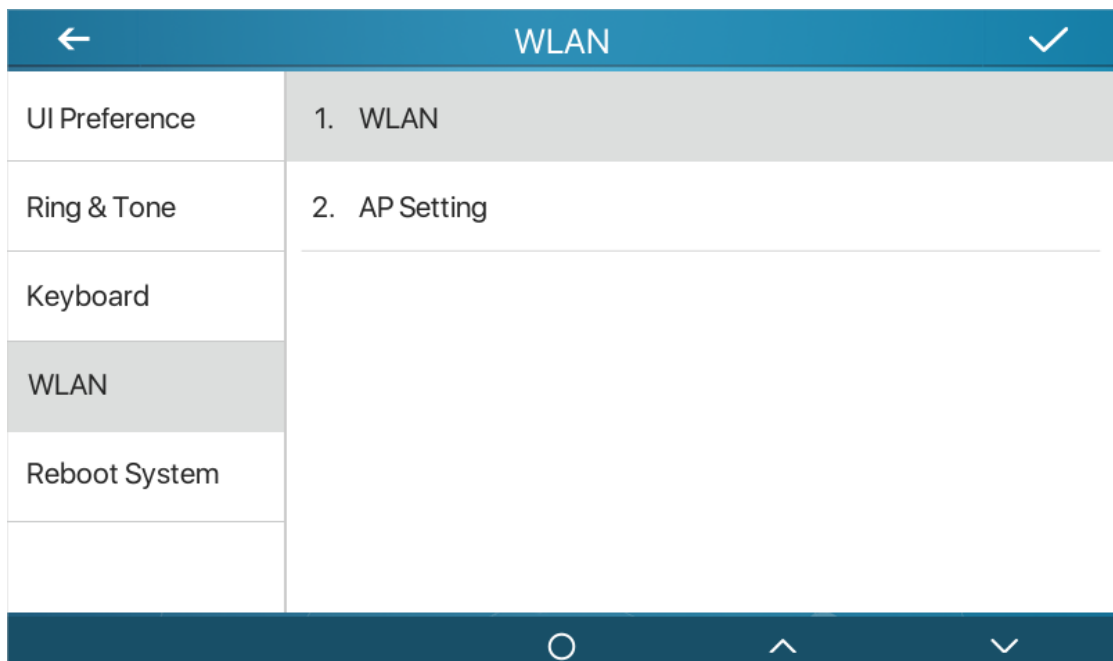 WLAN
UI Preference
Ring & Tone
Keyboard
WLAN
Reboot System
1. WLAN
2. AP Setting